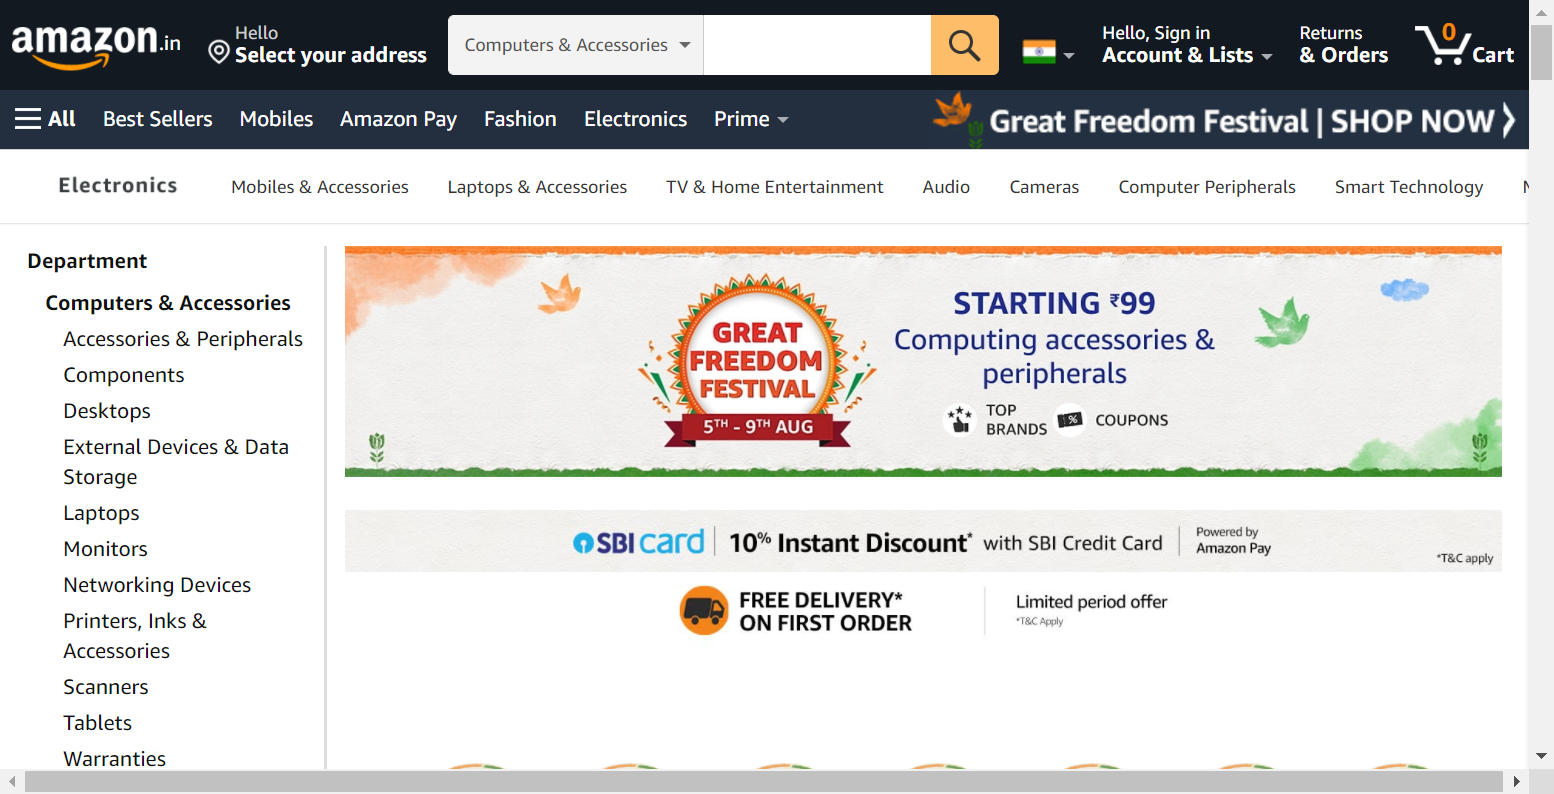 amazon.in
Hello
Select your address
Computers & Accessories
Hello, Sign in
Account & Lists
Returns
& Orders
0
Cart
All
Best Sellers
Mobiles
Amazon Pay
Fashion
Electronics
Prime
Great Freedom Festival | SHOP NOW
Electronics
Mobiles & Accessories
Laptops & Accessories
TV & Home Entertainment
Audio
Cameras
Computer Peripherals
Smart Technology
Department
Computers & Accessories
Accessories & Peripherals
Components
Desktops
External Devices & Data
Storage
Laptops
Monitors
Networking Devices
Printers, Inks &
Accessories
Scanners
Tablets
Warranties
GREAT
FREEDOM
FESTIVAL
5TH - 9TH AUG
STARTING ₹99
Computing accessories &
peripherals
TOP
BRANDS
%
COUPONS
SBI card
10% Instant Discount* with SBI Credit Card
Powered by
Amazon Pay
*T&C apply
FREE DELIVERY*
ON FIRST ORDER
Limited period offer
*T&C Apply